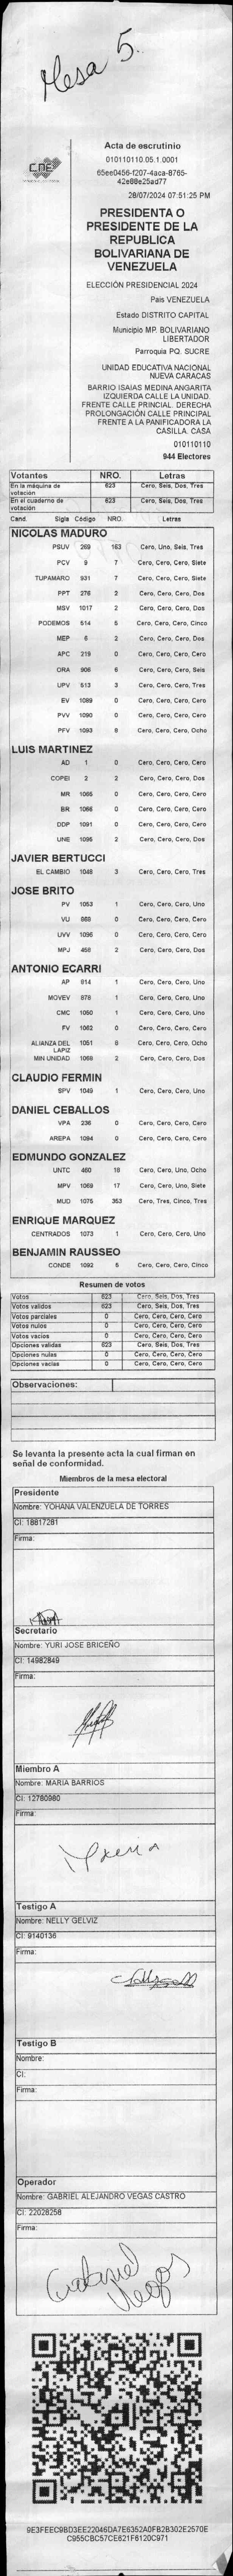 Mesa 5.
CNE
Acta de escrutinio
010110110.05.1.0001
65ee0456-f207-4aca-8765-
42e88e25ad77
28/07/2024 07:51:25 PM
PRESIDENTA O
PRESIDENTE DE LA
REPUBLICA
BOLIVARIANA DE
VENEZUELA
ELECCIÓN PRESIDENCIAL 2024
País VENEZUELA
Estado DISTRITO CAPITAL
Municipio MP. BOLIVARIANO
LIBERTADOR
Parroquia PQ. SUCRE
UNIDAD EDUCATIVA NACIONAL
NUEVA CARACAS
BARRIO ISAIAS MEDINA ANGARITA
IZQUIERDA CALLE LA UNIDAD.
FRENTE CALLE PRINCIAL. DERECHA
PROLONGACIÓN CALLE PRINCIPAL
FRENTE A LA PANIFICADORA LA
CASILLA. CASA
010110110
944 Electores
Votantes NRO. Letras
En la máquina de votación 623 Cero, Seis, Dos, Tres
En el cuaderno de votación 623 Cero, Seis, Dos, Tres
Cand. Sigla Código NRO. Letras
NICOLAS MADURO
PSUV 269 163 Cero, Uno, Seis, Tres
PCV 9 7 Cero, Cero, Cero, Siete
TUPAMARO 931 7 Cero, Cero, Cero, Siete
PPT 276 2 Cero, Cero, Cero, Dos
MSV 1017 2 Cero, Cero, Cero, Dos
PODEMOS 514 5 Cero, Cero, Cero, Cinco
MEP 6 2 Cero, Cero, Cero, Dos
APC 219 0 Cero, Cero, Cero, Cero
ORA 906 6 Cero, Cero, Cero, Seis
UPV 513 3 Cero, Cero, Cero, Tres
EV 1089 0 Cero, Cero, Cero, Cero
PVV 1090 0 Cero, Cero, Cero, Cero
PFV 1093 8 Cero, Cero, Cero, Ocho
LUIS MARTINEZ
AD 1 0 Cero, Cero, Cero, Cero
COPEI 2 2 Cero, Cero, Cero, Dos
MR 1065 0 Cero, Cero, Cero, Cero
BR 1066 0 Cero, Cero, Cero, Cero
DDP 1091 0 Cero, Cero, Cero, Cero
UNE 1095 2 Cero, Cero, Cero, Dos
JAVIER BERTUCCI
EL CAMBIO 1048 3 Cero, Cero, Cero, Tres
JOSE BRITO
PV 1053 1 Cero, Cero, Cero, Uno
VU 868 0 Cero, Cero, Cero, Cero
UVV 1096 0 Cero, Cero, Cero, Cero
MPJ 458 2 Cero, Cero, Cero, Dos
ANTONIO ECARRI
AP 914 1 Cero, Cero, Cero, Uno
MOVEV 878 1 Cero, Cero, Cero, Uno
CMC 1050 1 Cero, Cero, Cero, Uno
FV 1062 0 Cero, Cero, Cero, Cero
ALIANZA DEL LAPIZ 1051 8 Cero, Cero, Cero, Ocho
MIN UNIDAD 1068 2 Cero, Cero, Cero, Dos
CLAUDIO FERMIN
SPV 1049 1 Cero, Cero, Cero, Uno
DANIEL CEBALLOS
VPA 236 0 Cero, Cero, Cero, Cero
AREPA 1094 0 Cero, Cero, Cero, Cero
EDMUNDO GONZALEZ
UNTC 460 18 Cero, Cero, Uno, Ocho
MPV 1069 17 Cero, Cero, Uno, Siete
MUD 1075 353 Cero, Tres, Cinco, Tres
ENRIQUE MARQUEZ
CENTRADOS 1073 1 Cero, Cero, Cero, Uno
BENJAMIN RAUSSEO
CONDE 1092 5 Cero, Cero, Cero, Cinco
Resumen de votos
Votos 623 Cero, Seis, Dos, Tres
Votos validos 623 Cero, Seis, Dos, Tres
Votos parciales 0 Cero, Cero, Cero, Cero
Votos nulos 0 Cero, Cero, Cero, Cero
Votos vacios 0 Cero, Cero, Cero, Cero
Opciones validas 623 Cero, Seis, Dos, Tres
Opciones nulas 0 Cero, Cero, Cero, Cero
Opciones vacias 0 Cero, Cero, Cero, Cero
Observaciones:
Se levanta la presente acta la cual firman en
señal de conformidad.
Miembros de la mesa electoral
Presidente
Nombre: YOHANA VALENZUELA DE TORRES
CI: 18817281
Firma:
Secretario
Nombre: YURI JOSE BRICEÑO
CI: 14982849
Firma:
Miembro A
Nombre: MARIA BARRIOS
CI: 12760980
Firma:
Maria
Testigo A
Nombre: NELLY GELVIZ
CI: 9140136
Firma:
Testigo B
Nombre:
CI:
Firma:
Operador
Nombre: GABRIEL ALEJANDRO VEGAS CASTRO
CI: 22028258
Firma:
Gabriel
Vegas
9E3FEEC9BD3EE22046DA7E6352A0FB2B302E2570E
C955CBC57CE621F6120C971